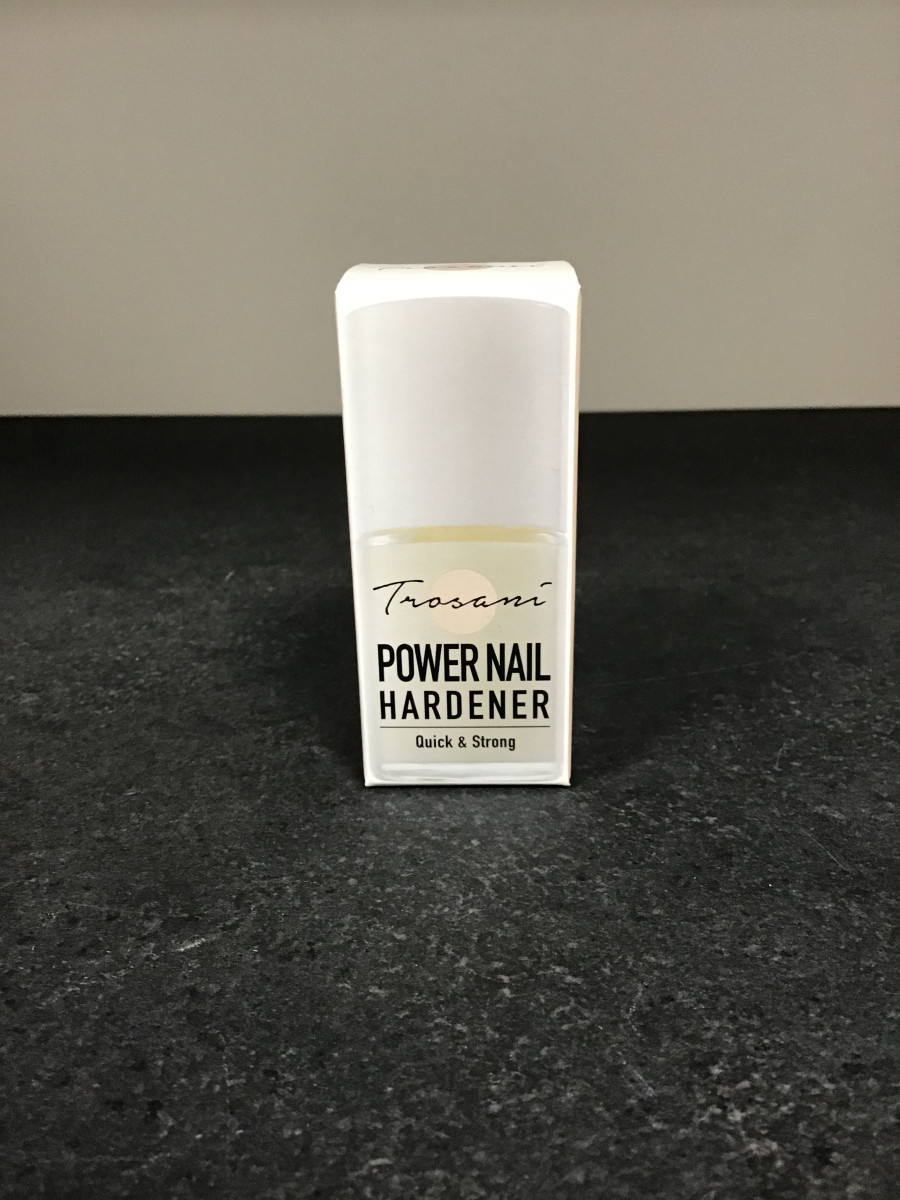 Trosani
POWER NAIL
HARDENER
Quick & Strong